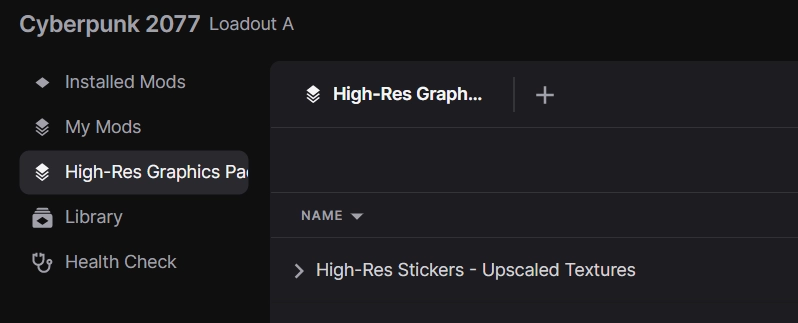 Cyberpunk 2077 Loadout A
Installed Mods
My Mods
High-Res Graphics Pa
Library
Health Check
High-Res Graph...
NAME
High-Res Stickers - Upscaled Textures